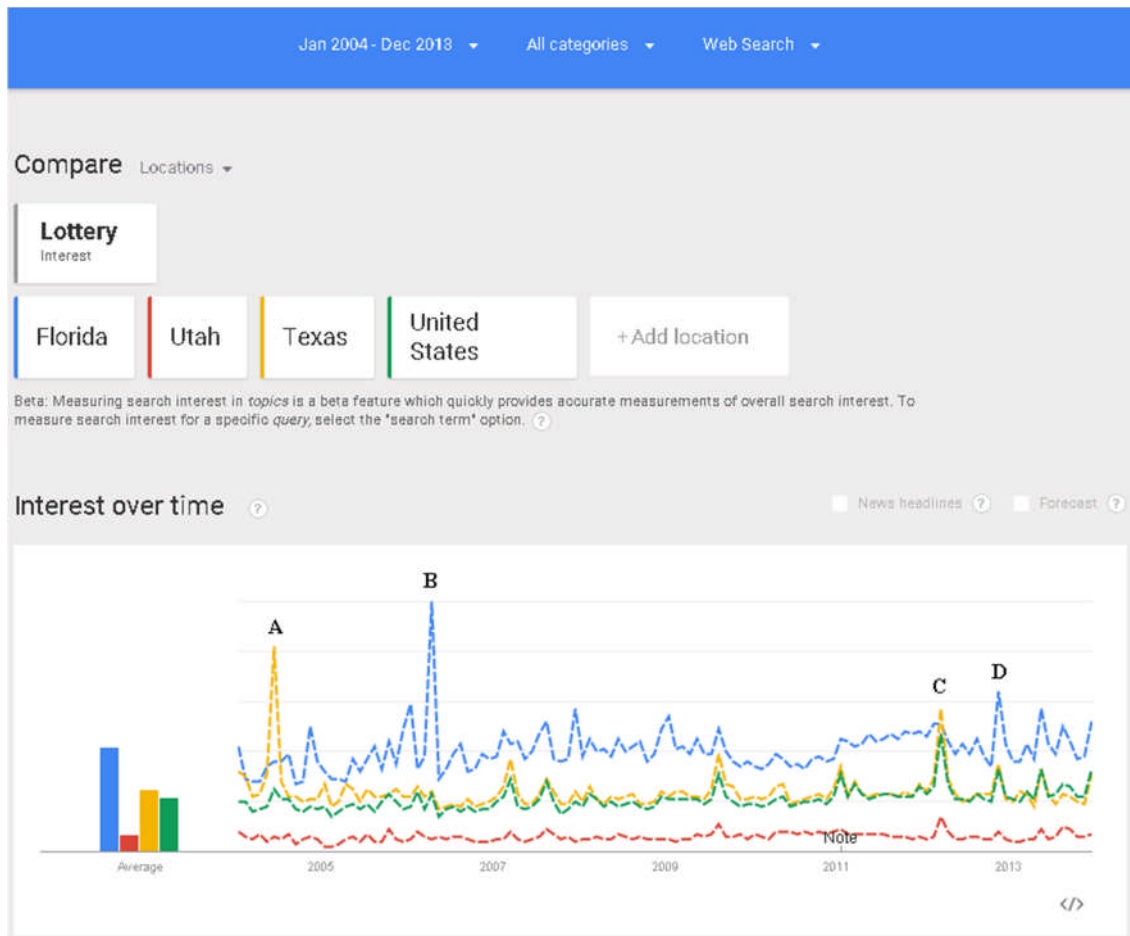 Jan 2004 - Dec 2013 All categories Web Search
Compare Locations
Lottery
Interest
Florida Utah Texas United States + Add location
Beta: Measuring search interest in topics is a beta feature which quickly provides accurate measurements of overall search interest. To
measure search interest for a specific query, select the "search term" option. ?
Interest over time ? News headlines ? Forecast ?
B
A
D
C
Note
Average 2005 2007 2009 2011 2013
</>